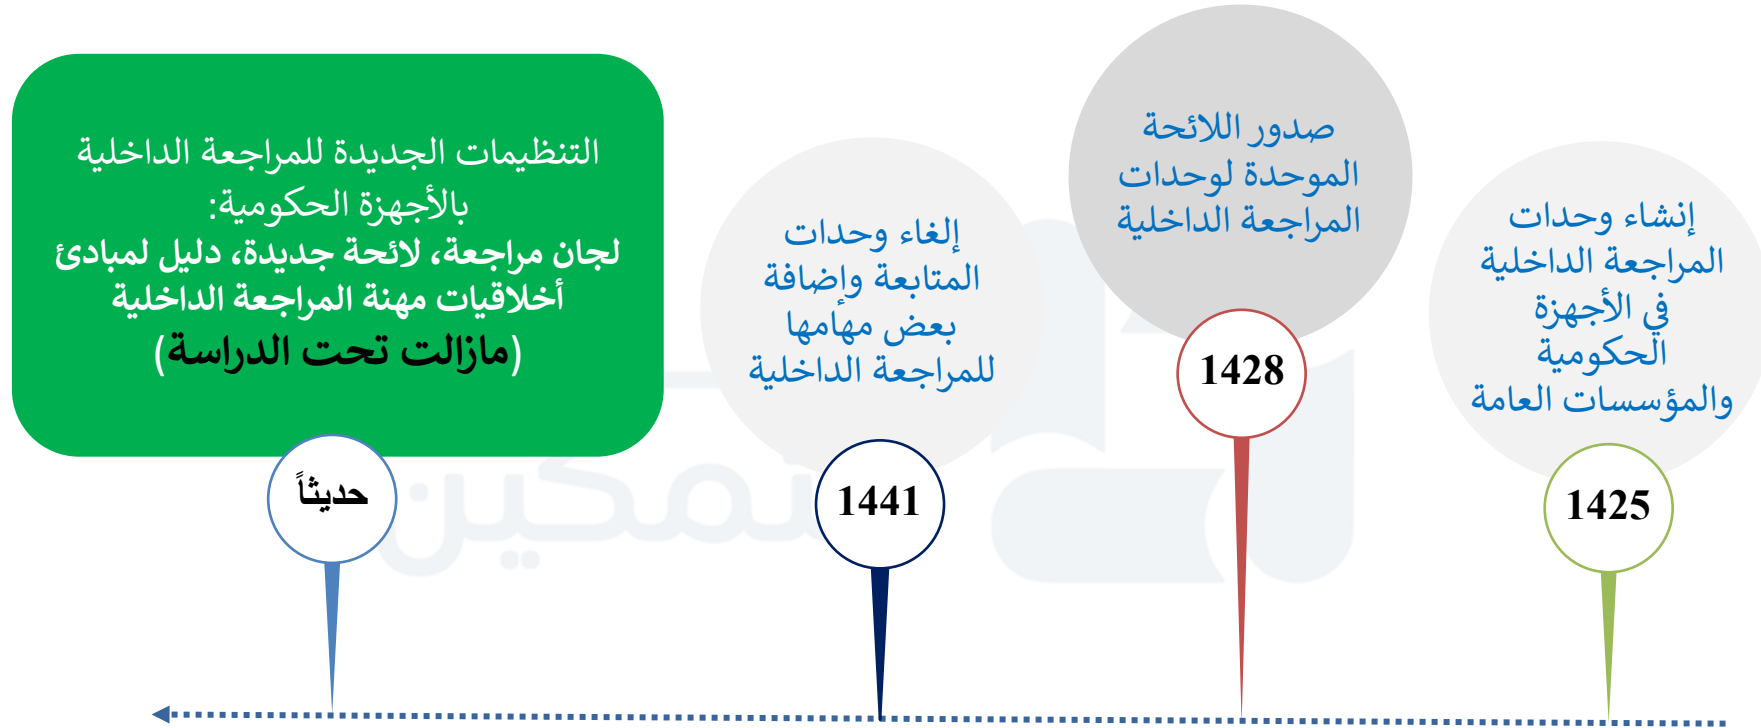 إنشاء وحدات
المراجعة الداخلية
في الأجهزة
الحكومية
والمؤسسات العامة
1425
صدور اللائحة
الموحدة لوحدات
المراجعة الداخلية
1428
إلغاء وحدات
المتابعة وإضافة
بعض مهامها
للمراجعة الداخلية
1441
التنظيمات الجديدة للمراجعة الداخلية
بالأجهزة الحكومية:
لجان مراجعة، لائحة جديدة، دليل لمبادئ
أخلاقيات مهنة المراجعة الداخلية
(مازالت تحت الدراسة)
حديثاً
تمكين